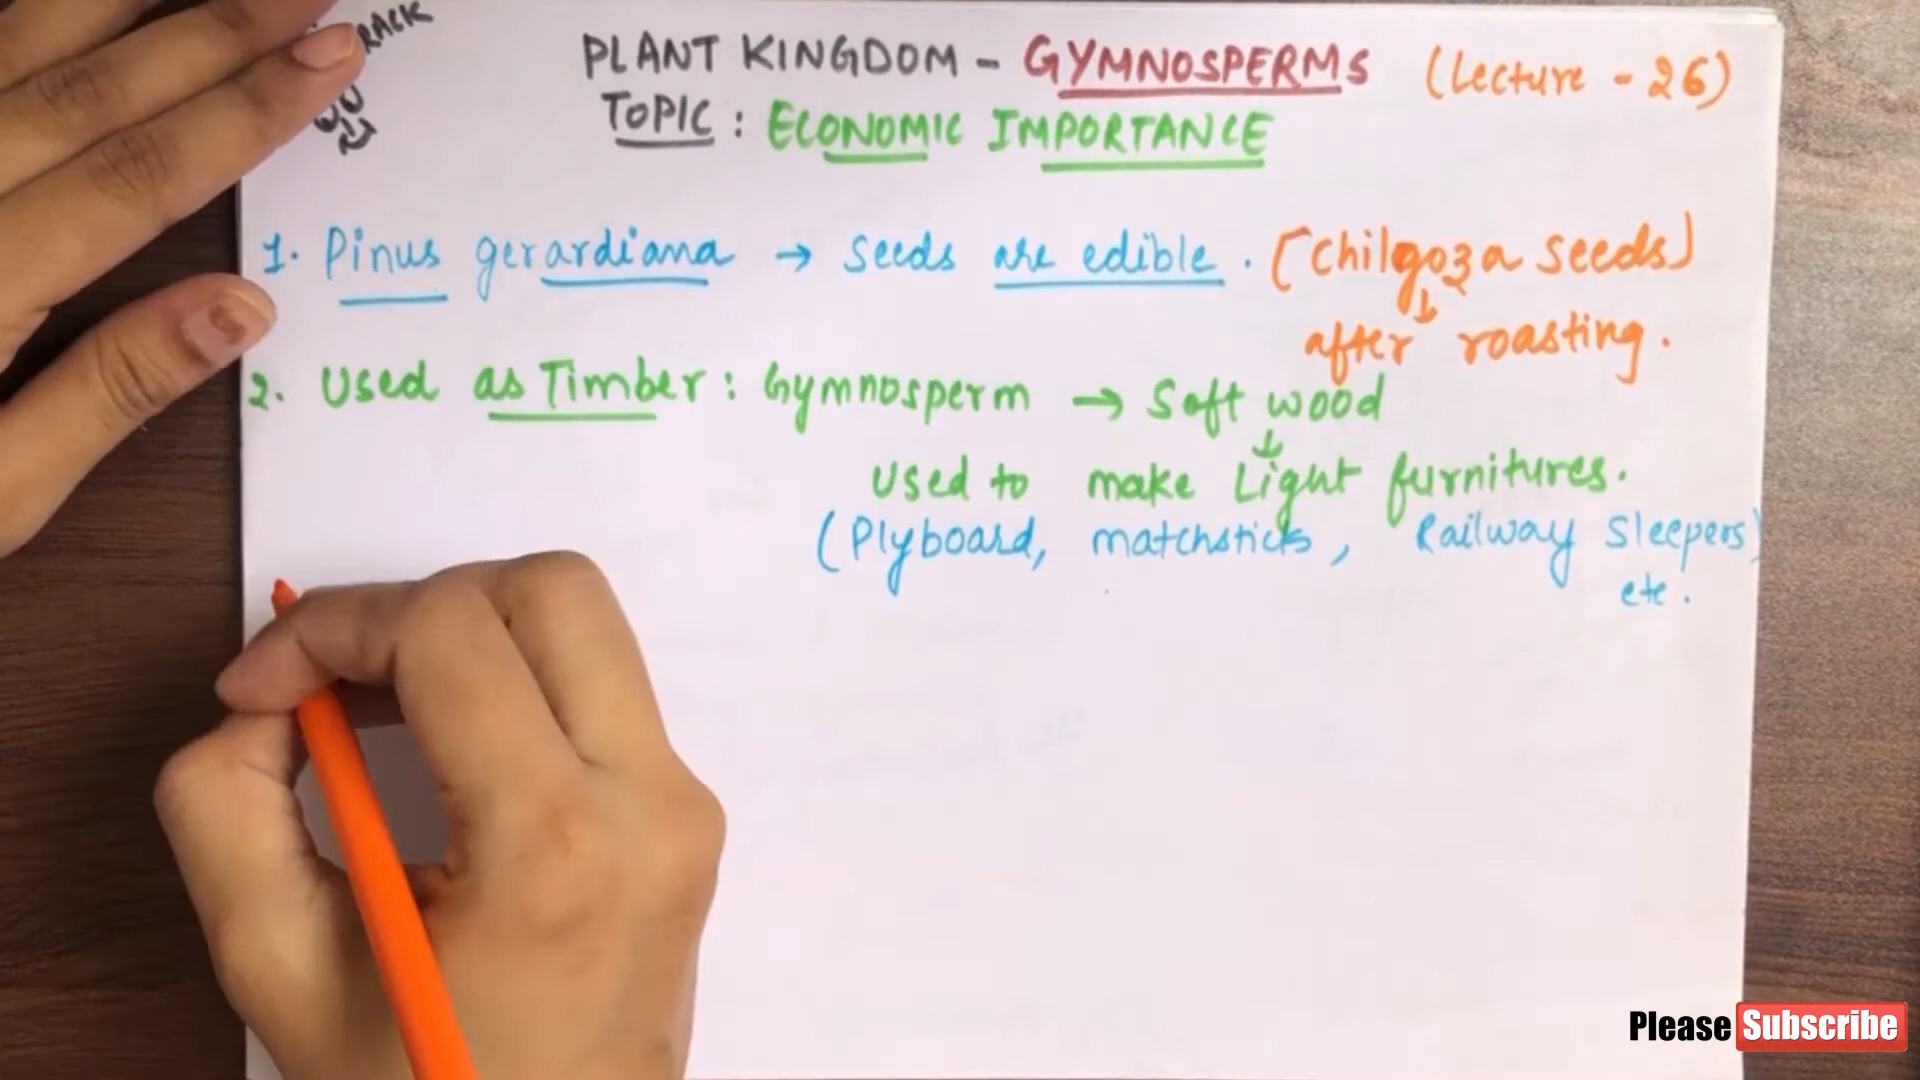 RACK
PLANT KINGDOM - GYMNOSPERMS (Lecture - 26)
TOPIC : ECONOMIC IMPORTANCE
1. Pinus gerardiana → seeds are edible. (Chilgoza seeds)
↓
after roasting.
2. Used as Timber: Gymnosperm → Soft wood
↓
used to make Light furnitures.
(Plyboard, matchsticks, Railway Sleepers)
etc.
Please Subscribe